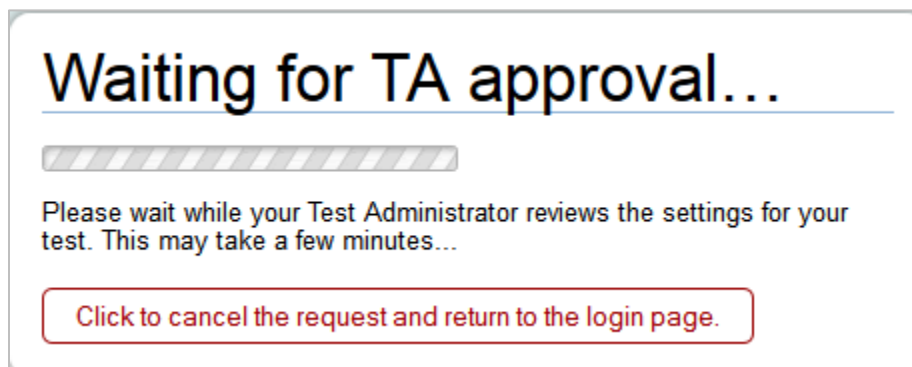 Waiting for TA approval...
Please wait while your Test Administrator reviews the settings for your
test. This may take a few minutes...
Click to cancel the request and return to the login page.